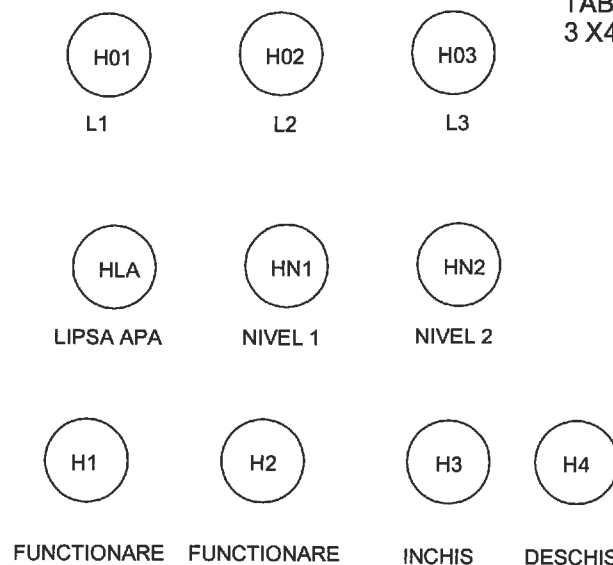 TAB
3 X4
H01 H02 H03
L1 L2 L3
HLA HN1 HN2
LIPSA APA NIVEL 1 NIVEL 2
H1 H2 H3 H4
FUNCTIONARE FUNCTIONARE INCHIS DESCHIS